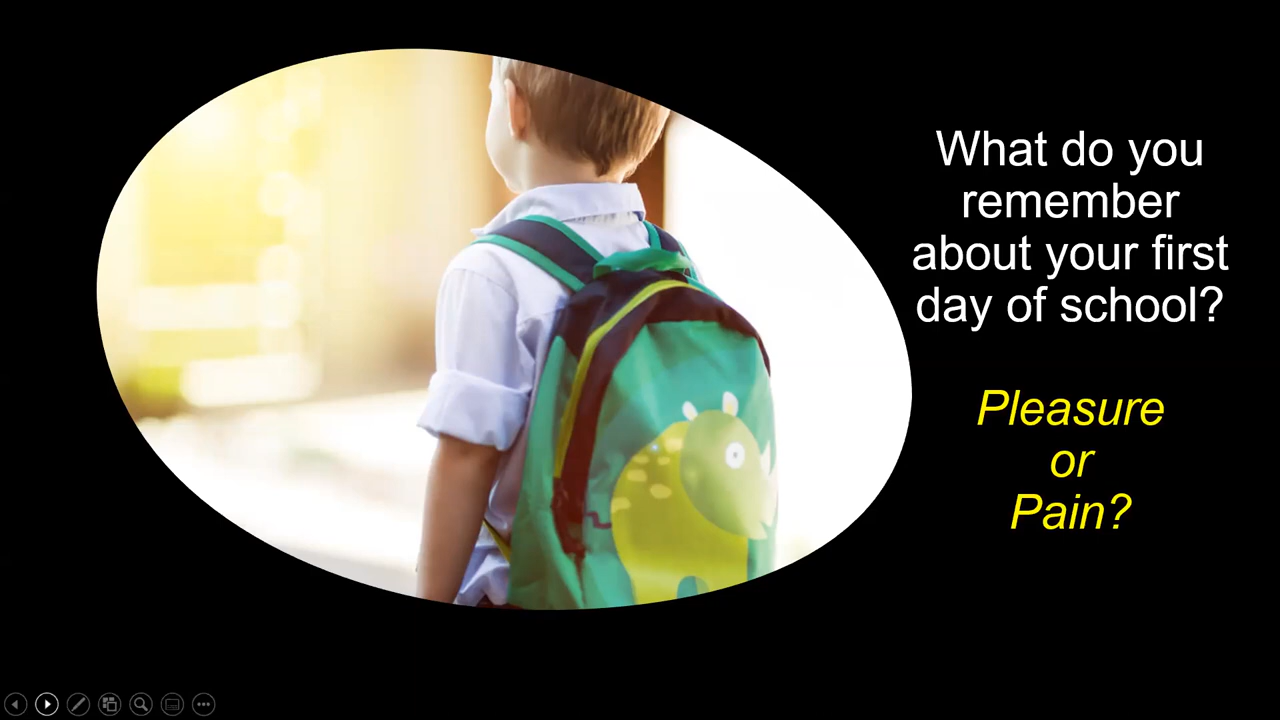 What do you
remember
about your first
day of school?
Pleasure
or
Pain?